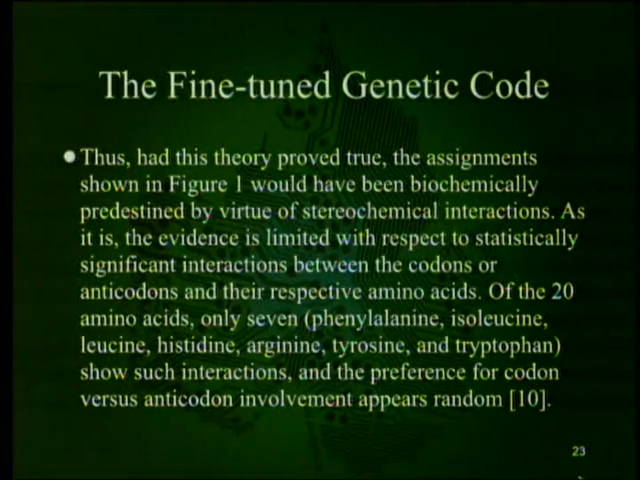 The Fine-tuned Genetic Code
Thus, had this theory proved true, the assignments
shown in Figure 1 would have been biochemically
predestined by virtue of stereochemical interactions. As
it is, the evidence is limited with respect to statistically
significant interactions between the codons or
anticodons and their respective amino acids. Of the 20
amino acids, only seven (phenylalanine, isoleucine,
leucine, histidine, arginine, tyrosine, and tryptophan)
show such interactions, and the preference for codon
versus anticodon involvement appears random [10].
23